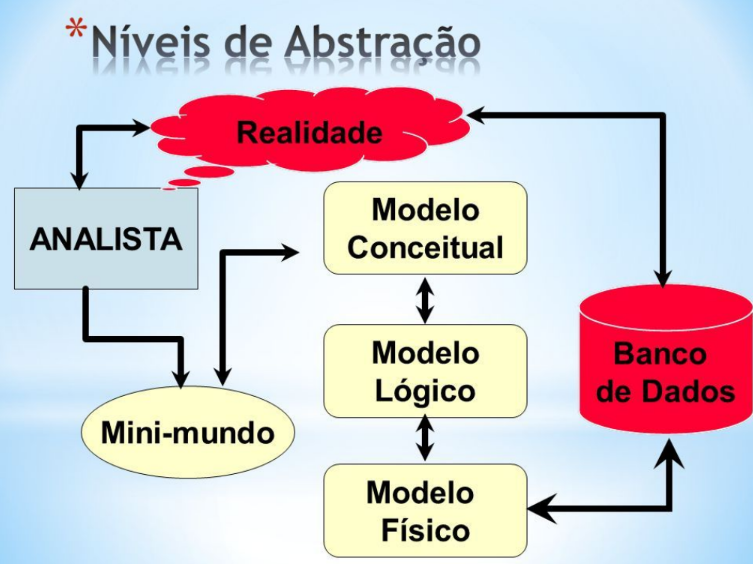 *Níveis de Abstração
Realidade
ANALISTA
Modelo
Conceitual
Modelo
Lógico
Banco
de Dados
Mini-mundo
Modelo
Físico